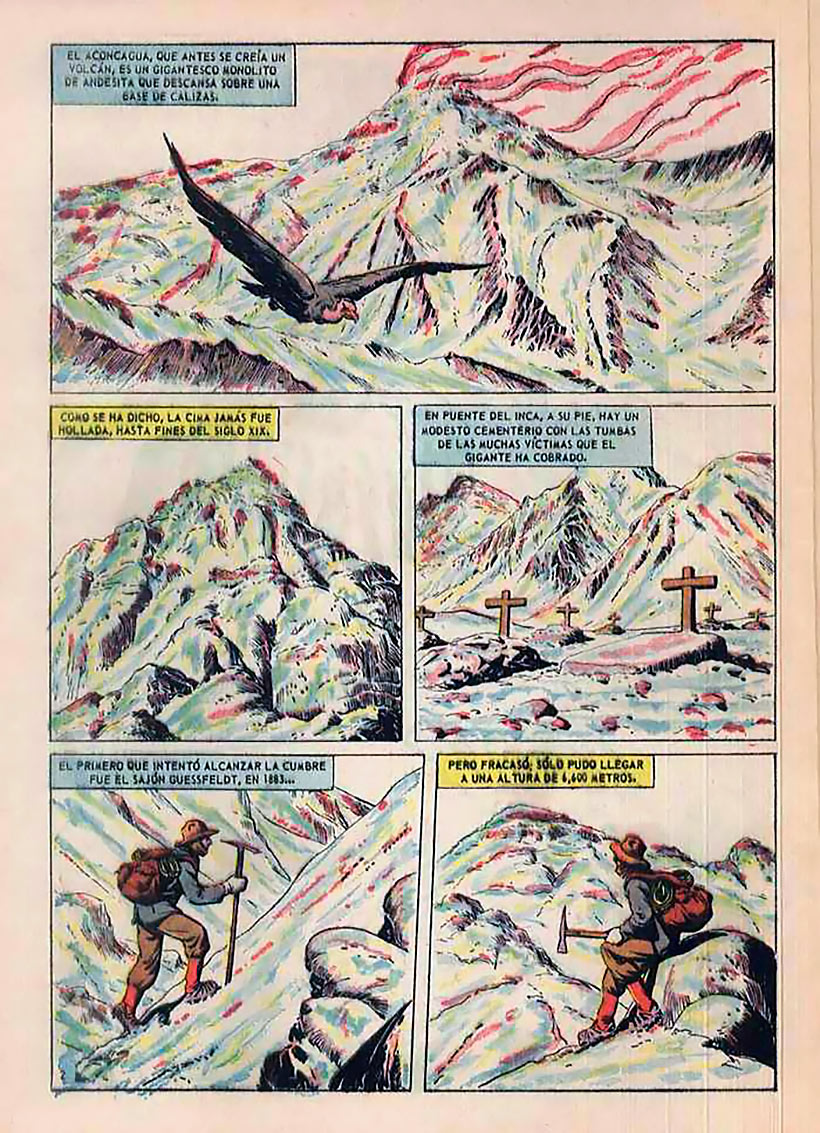 EL ACONCAGUA, QUE ANTES SE CREÍA UN
VOLCÁN, ES UN GIGANTESCO MONOLITO
DE ANDESITA QUE DESCANSA SOBRE UNA
BASE DE CALIZAS.
COMO SE HA DICHO, LA CIMA JAMÁS FUE
HOLLADA, HASTA FINES DEL SIGLO XIX.
EN PUENTE DEL INCA, A SU PIE, HAY UN
MODESTO CEMENTERIO CON LAS TUMBAS
DE LAS MUCHAS VÍCTIMAS QUE EL
GIGANTE HA COBRADO.
EL PRIMERO QUE INTENTÓ ALCANZAR LA CUMBRE
FUE EL SAJÓN GUESSFELDT, EN 1883...
PERO FRACASÓ; SÓLO PUDO LLEGAR
A UNA ALTURA DE 6,600 METROS.